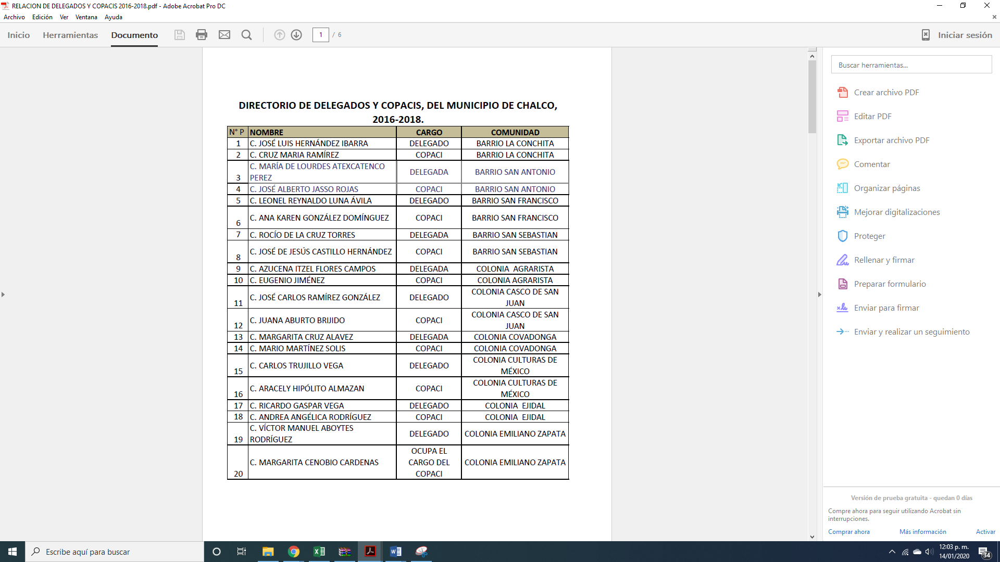 RELACION DE DELEGADOS Y COPACIS 2016-2018.pdf - Adobe Acrobat Pro DC
Archivo Edición Ver Ventana Ayuda
Inicio Herramientas Documento 1 / 6 Iniciar sesión
DIRECTORIO DE DELEGADOS Y COPACIS, DEL MUNICIPIO DE CHALCO,
2016-2018.
N° P NOMBRE CARGO COMUNIDAD
1 C. JOSÉ LUIS HERNÁNDEZ IBARRA DELEGADO BARRIO LA CONCHITA
2 C. CRUZ MARIA RAMÍREZ COPACI BARRIO LA CONCHITA
3 C. MARÍA DE LOURDES ATEXCATENCO PEREZ DELEGADA BARRIO SAN ANTONIO
4 C. JOSÉ ALBERTO JASSO ROJAS COPACI BARRIO SAN ANTONIO
5 C. LEONEL REYNALDO LUNA ÁVILA DELEGADO BARRIO SAN FRANCISCO
6 C. ANA KAREN GONZÁLEZ DOMÍNGUEZ COPACI BARRIO SAN FRANCISCO
7 C. ROCÍO DE LA CRUZ TORRES DELEGADA BARRIO SAN SEBASTIAN
8 C. JOSÉ DE JESÚS CASTILLO HERNÁNDEZ COPACI BARRIO SAN SEBASTIAN
9 C. AZUCENA ITZEL FLORES CAMPOS DELEGADA COLONIA AGRARISTA
10 C. EUGENIO JIMÉNEZ COPACI COLONIA AGRARISTA
11 C. JOSÉ CARLOS RAMÍREZ GONZÁLEZ DELEGADO COLONIA CASCO DE SAN JUAN
12 C. JUANA ABURTO BRIJIDO COPACI COLONIA CASCO DE SAN JUAN
13 C. MARGARITA CRUZ ALAVEZ DELEGADA COLONIA COVADONGA
14 C. MARIO MARTÍNEZ SOLIS COPACI COLONIA COVADONGA
15 C. CARLOS TRUJILLO VEGA DELEGADO COLONIA CULTURAS DE MÉXICO
16 C. ARACELY HIPÓLITO ALMAZAN COPACI COLONIA CULTURAS DE MÉXICO
17 C. RICARDO GASPAR VEGA DELEGADO COLONIA EJIDAL
18 C. ANDREA ANGÉLICA RODRÍGUEZ COPACI COLONIA EJIDAL
19 C. VÍCTOR MANUEL ABOYTES RODRÍGUEZ DELEGADO COLONIA EMILIANO ZAPATA
20 C. MARGARITA CENOBIO CARDENAS OCUPA EL CARGO DEL COPACI COLONIA EMILIANO ZAPATA
Buscar herramientas...
Crear archivo PDF
Editar PDF
Exportar archivo PDF
Comentar
Organizar páginas
Mejorar digitalizaciones
Proteger
Rellenar y firmar
Preparar formulario
Enviar para firmar
Enviar y realizar un seguimiento
Versión de prueba gratuita - quedan 0 días
Compre ahora para seguir utilizando Acrobat sin
interrupciones.
Comprar ahora Más información Activar
Escribe aquí para buscar
12:03 p. m.
14/01/2020
34